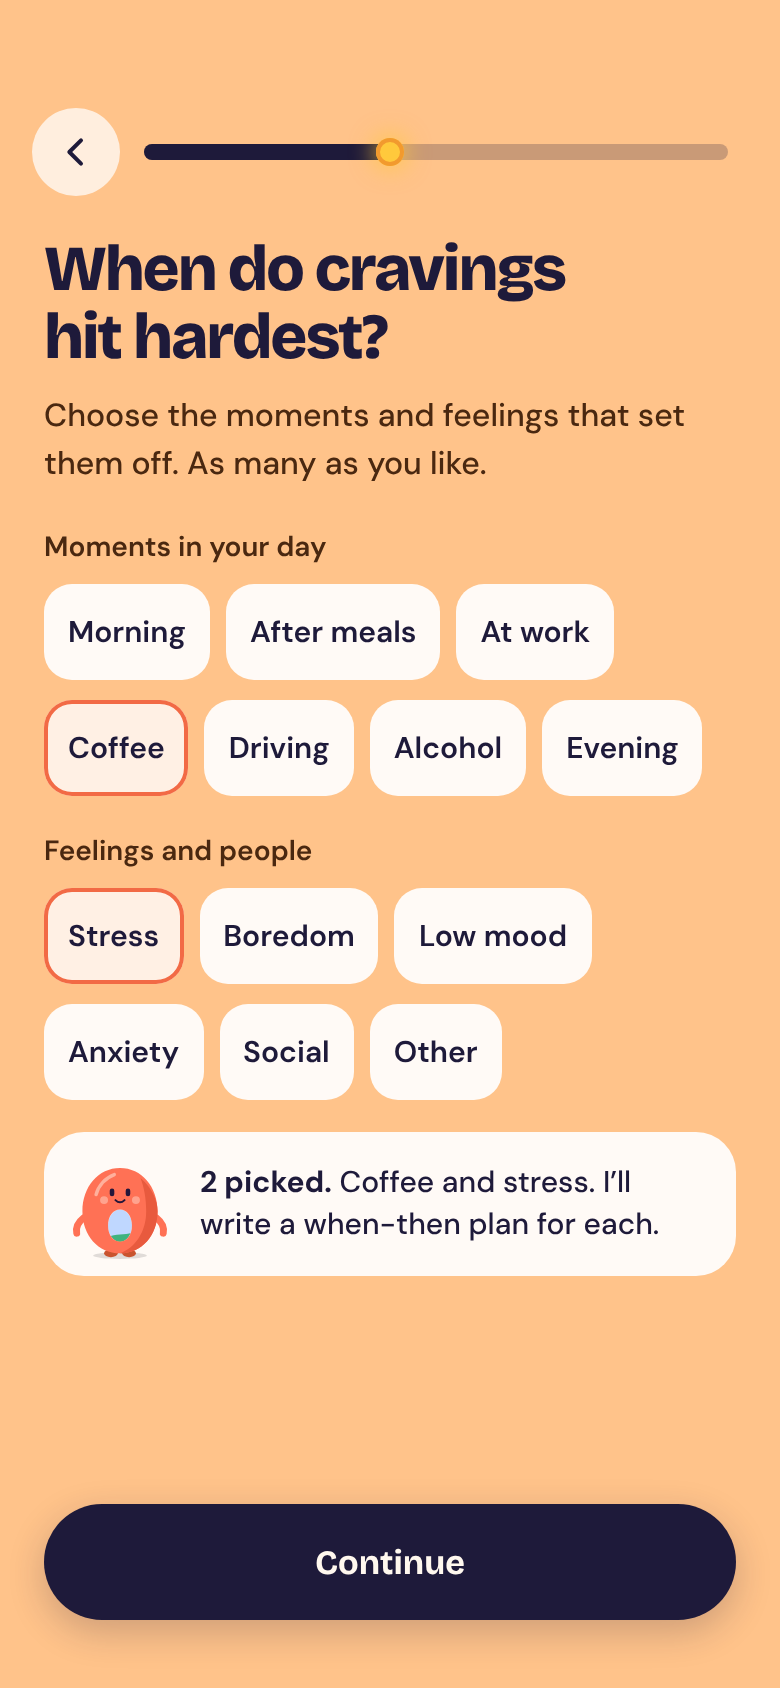 When do cravings
hit hardest?
Choose the moments and feelings that set
them off. As many as you like.
Moments in your day
Morning
After meals
At work
Coffee
Driving
Alcohol
Evening
Feelings and people
Stress
Boredom
Low mood
Anxiety
Social
Other
2 picked. Coffee and stress. I’ll
write a when-then plan for each.
Continue